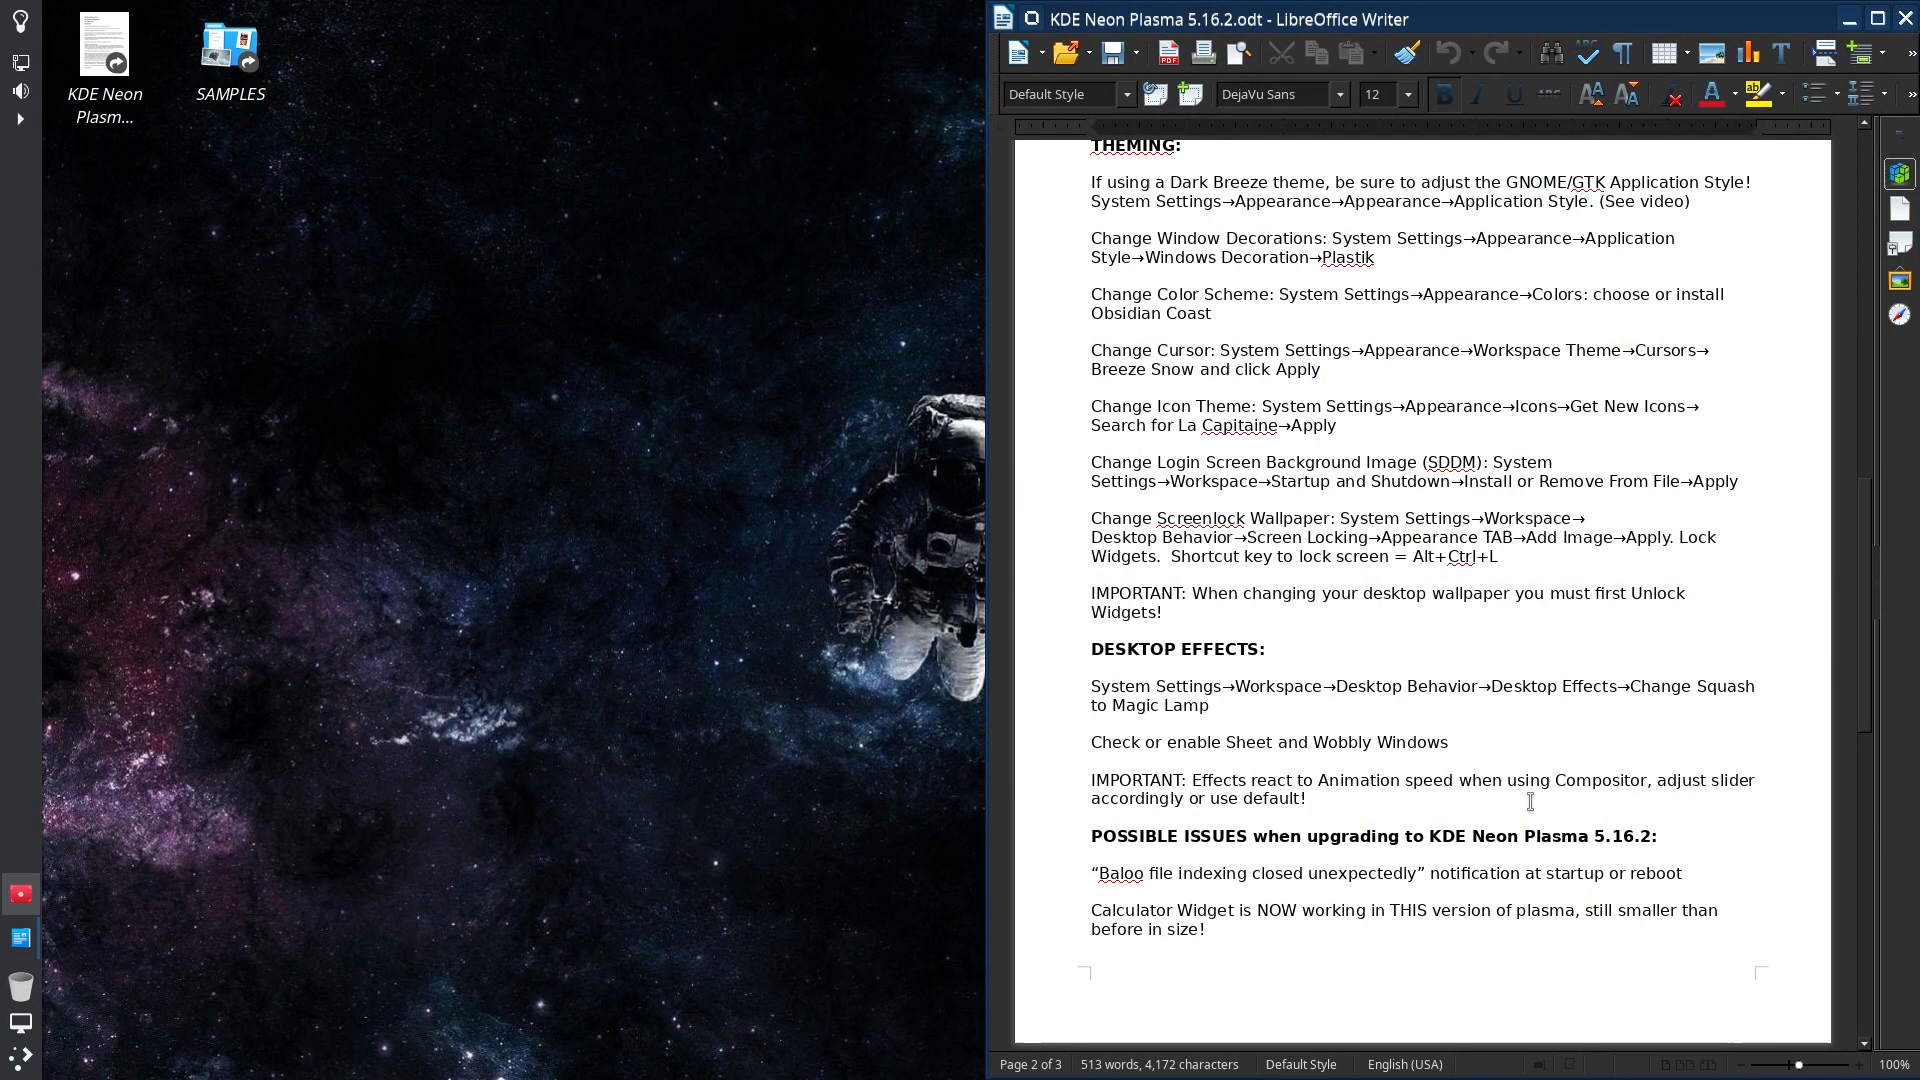 KDE Neon
Plasm...
SAMPLES
KDE Neon Plasma 5.16.2.odt - LibreOffice Writer
Default Style
DejaVu Sans
12
THEMING:
If using a Dark Breeze theme, be sure to adjust the GNOME/GTK Application Style!
System Settings→Appearance→Appearance→Application Style. (See video)
Change Window Decorations: System Settings→Appearance→Application
Style→Windows Decoration→Plastik
Change Color Scheme: System Settings→Appearance→Colors: choose or install
Obsidian Coast
Change Cursor: System Settings→Appearance→Workspace Theme→Cursors→
Breeze Snow and click Apply
Change Icon Theme: System Settings→Appearance→Icons→Get New Icons→
Search for La Capitaine→Apply
Change Login Screen Background Image (SDDM): System
Settings→Workspace→Startup and Shutdown→Install or Remove From File→Apply
Change Screenlock Wallpaper: System Settings→Workspace→
Desktop Behavior→Screen Locking→Appearance TAB→Add Image→Apply. Lock
Widgets.  Shortcut key to lock screen = Alt+Ctrl+L
IMPORTANT: When changing your desktop wallpaper you must first Unlock
Widgets!
DESKTOP EFFECTS:
System Settings→Workspace→Desktop Behavior→Desktop Effects→Change Squash
to Magic Lamp
Check or enable Sheet and Wobbly Windows
IMPORTANT: Effects react to Animation speed when using Compositor, adjust slider
accordingly or use default!
POSSIBLE ISSUES when upgrading to KDE Neon Plasma 5.16.2:
“Baloo file indexing closed unexpectedly” notification at startup or reboot
Calculator Widget is NOW working in THIS version of plasma, still smaller than
before in size!
Page 2 of 3
513 words, 4,172 characters
Default Style
English (USA)
100%